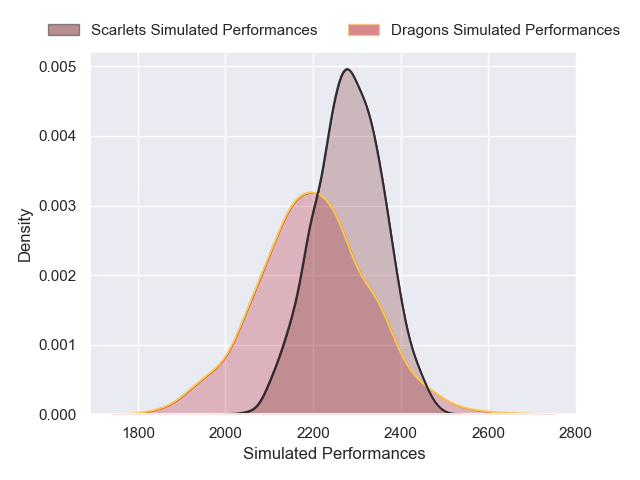 Scarlets Simulated Performances Dragons Simulated Performances
0.005
0.004
0.003
0.002
0.001
0.000
Density
1800 2000 2200 2400 2600 2800
Simulated Performances